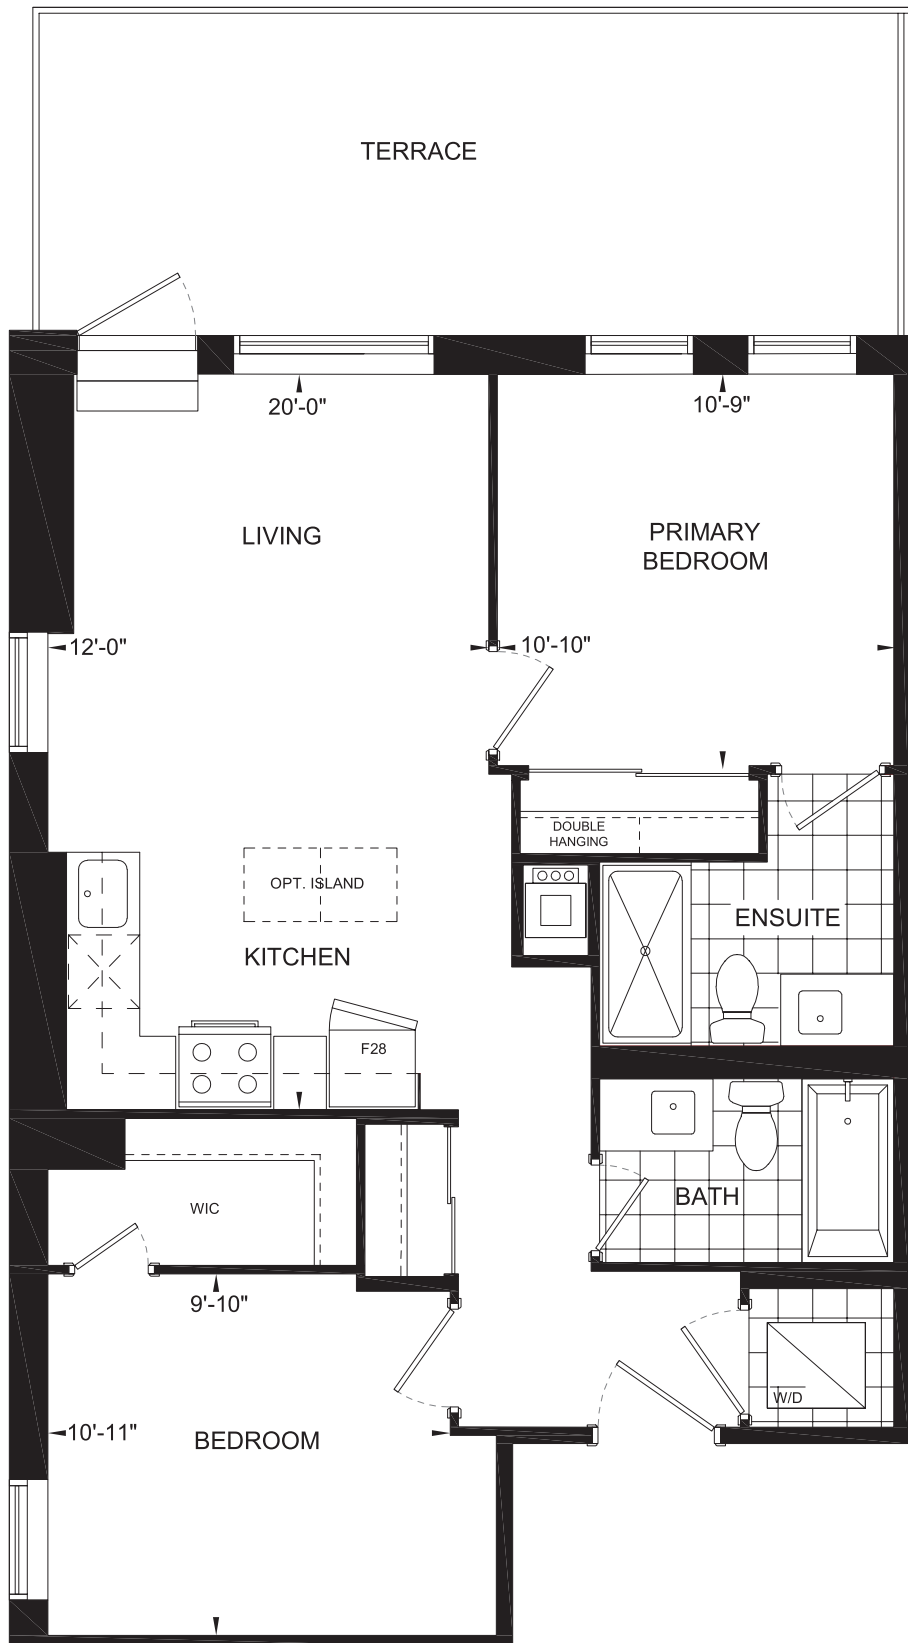 TERRACE
20'-0"
10'-9"
LIVING
PRIMARY
BEDROOM
12'-0"
10'-10"
DOUBLE
HANGING
OPT. ISLAND
ENSUITE
KITCHEN
F28
BATH
WIC
9'-10"
W/D
10'-11"
BEDROOM